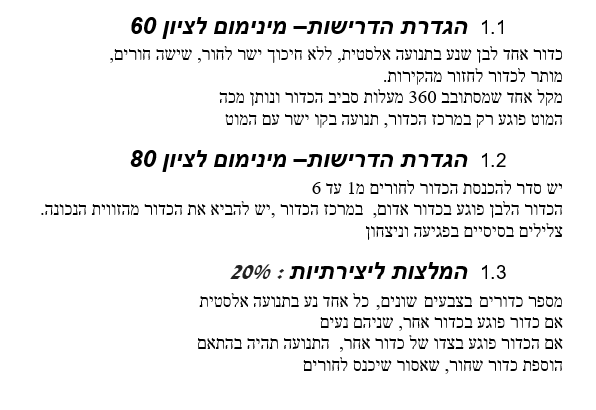 1.1 הגדרת הדרישות– מינימום לציון 60
כדור אחד לבן שנע בתנועה אלסטית, ללא חיכוך ישר לחור, שישה חורים,
מותר לכדור לחזור מהקירות.
מקל אחד שמסתובב 360 מעלות סביב הכדור ונותן מכה
המוט פוגע רק במרכז הכדור, תנועה בקו ישר עם המוט
1.2 הגדרת הדרישות– מינימום לציון 80
יש סדר להכנסת הכדור לחורים מ1 עד 6
הכדור הלבן פוגע בכדור אדום, במרכז הכדור ,יש להביא את הכדור מהזווית הנכונה.
צלילים בסיסיים בפגיעה וניצחון
1.3 המלצות ליצירתיות : 20%
מספר כדורים בצבעים שונים, כל אחד נע בתנועה אלסטית
אם כדור פוגע בכדור אחר, שניהם נעים
אם הכדור פוגע בצדו של כדור אחר, התנועה תהיה בהתאם
הוספת כדור שחור, שאסור שיכנס לחורים